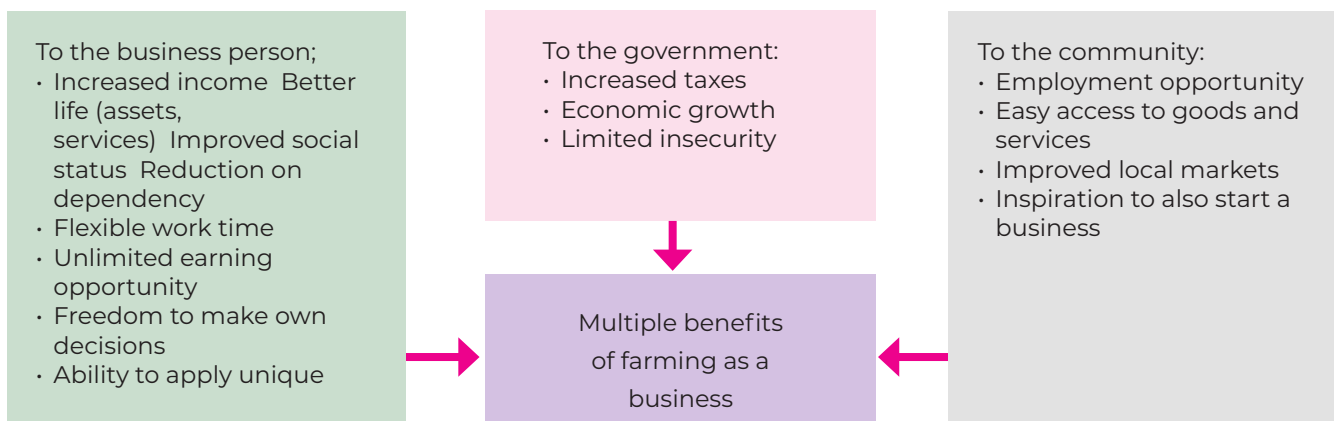 To the business person;
· Increased income  Better
life (assets,
services)  Improved social
status  Reduction on
dependency
· Flexible work time
· Unlimited earning
opportunity
· Freedom to make own
decisions
· Ability to apply unique
To the government:
· Increased taxes
· Economic growth
· Limited insecurity
To the community:
· Employment opportunity
· Easy access to goods and
services
· Improved local markets
· Inspiration to also start a
business
Multiple benefits
of farming as a
business